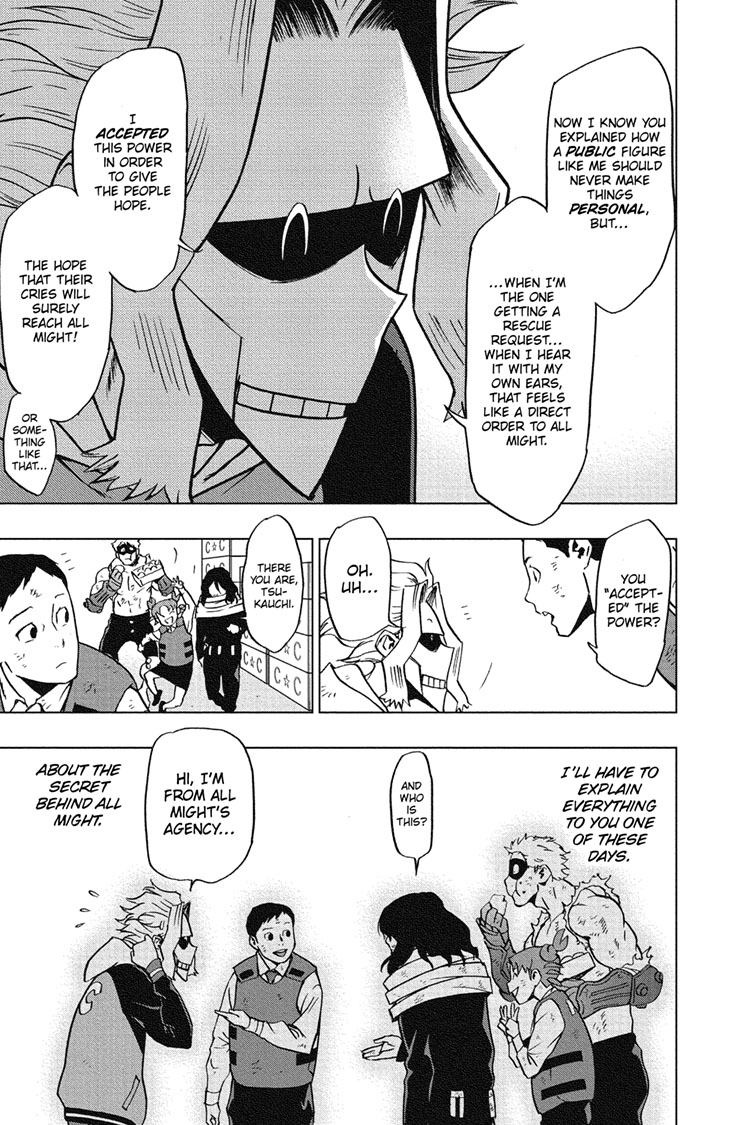 NOW I KNOW YOU
EXPLAINED HOW
A PUBLIC FIGURE
LIKE ME SHOULD
NEVER MAKE
THINGS
PERSONAL,
BUT...
...WHEN I'M
THE ONE
GETTING A
RESCUE
REQUEST...
WHEN I HEAR
IT WITH MY
OWN EARS,
THAT FEELS
LIKE A DIRECT
ORDER TO ALL
MIGHT.
I
ACCEPTED
THIS POWER
IN ORDER
TO GIVE
THE PEOPLE
HOPE.
THE HOPE
THAT THEIR
CRIES WILL
SURELY
REACH ALL
MIGHT!
OR
SOME-
THING
LIKE
THAT...
YOU
"ACCEPT-
ED" THE
POWER?
OH.
UH...
THERE
YOU ARE,
TSU-
KAUCHI.
C☆C
C☆C
C☆C
C☆C
I'LL HAVE TO
EXPLAIN
EVERYTHING
TO YOU ONE
OF THESE
DAYS.
AND
WHO
IS
THIS?
HI, I'M
FROM ALL
MIGHT'S
AGENCY...
ABOUT THE
SECRET
BEHIND ALL
MIGHT.